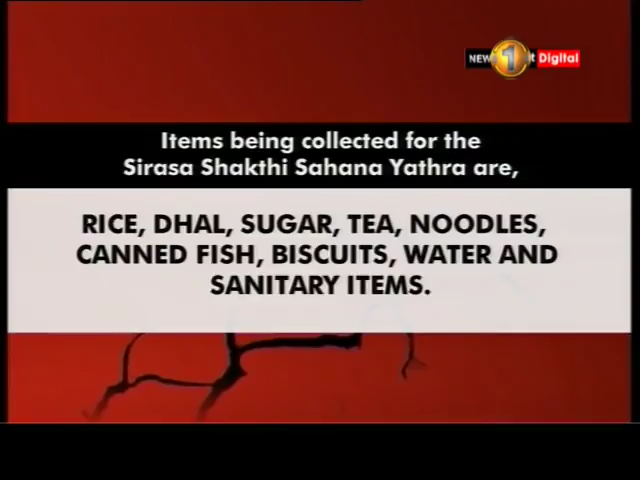 NEW 1st Digital
Items being collected for the
Sirasa Shakthi Sahana Yathra are,
RICE, DHAL, SUGAR, TEA, NOODLES,
CANNED FISH, BISCUITS, WATER AND
SANITARY ITEMS.